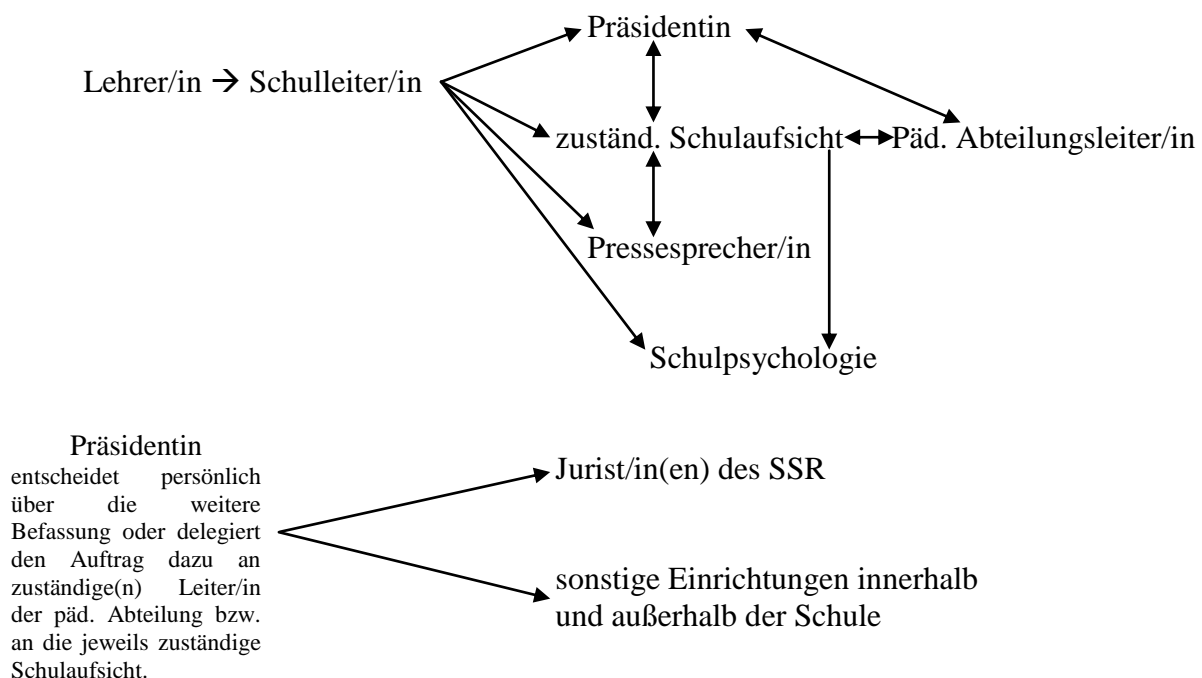 Präsidentin
Lehrer/in → Schulleiter/in
zuständ. Schulaufsicht
Päd. Abteilungsleiter/in
Pressesprecher/in
Schulpsychologie
Präsidentin
entscheidet persönlich
über die weitere
Befassung oder delegiert
den Auftrag dazu an
zuständige(n) Leiter/in
der päd. Abteilung bzw.
an die jeweils zuständige
Schulaufsicht.
Jurist/in(en) des SSR
sonstige Einrichtungen innerhalb
und außerhalb der Schule